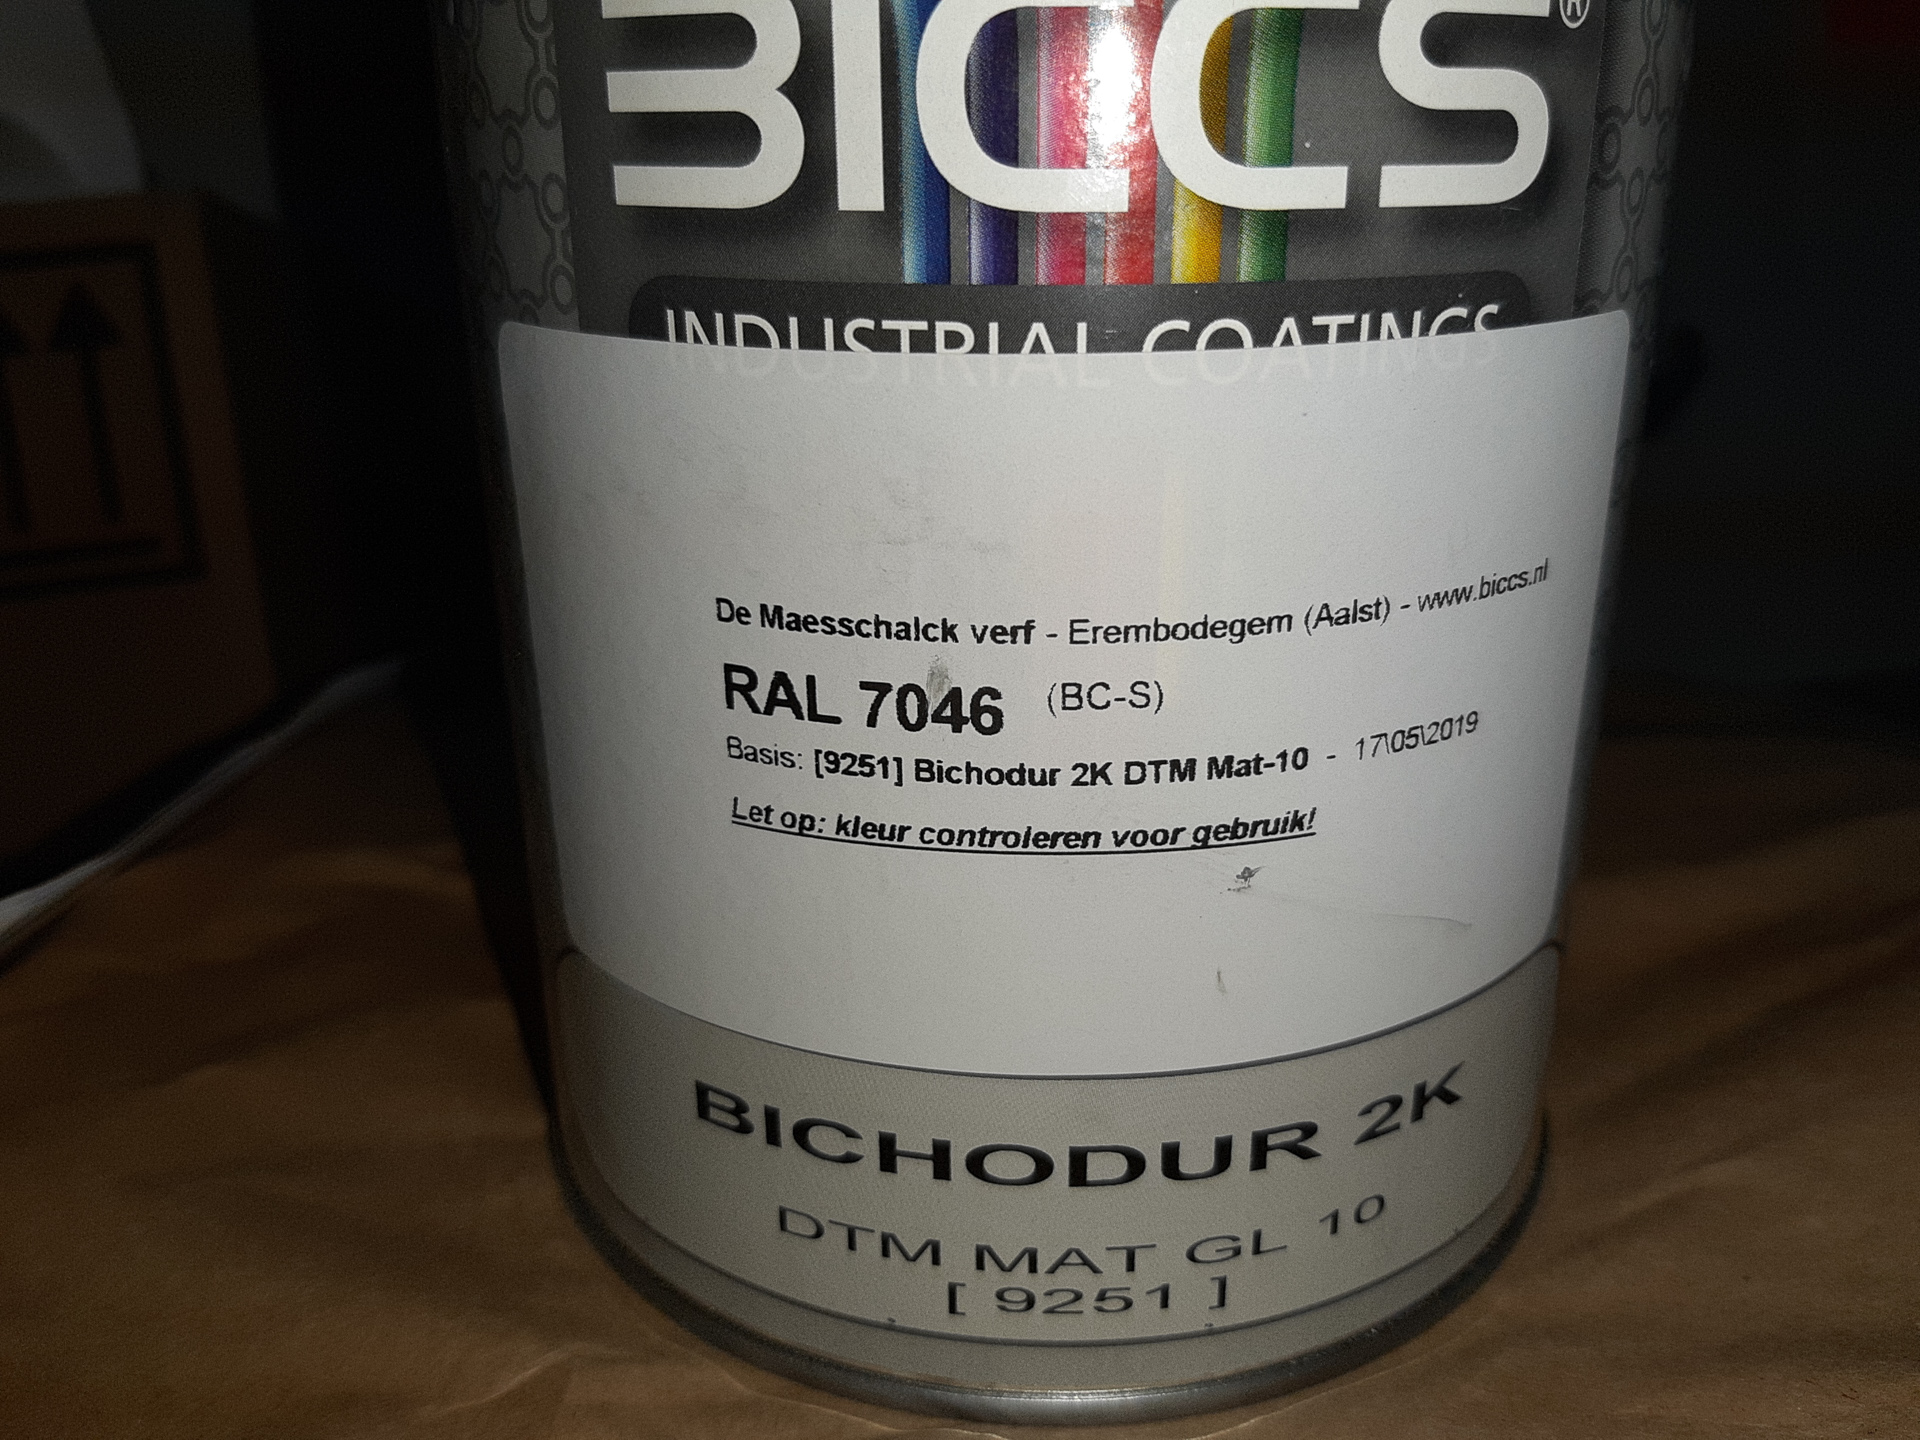 BICCS®
INDUSTRIAL COATINGS
De Maesschalck verf - Erembodegem (Aalst) - www.biccs.nl
RAL 7046 (BC-S)
Basis: [9251] Bichodur 2K DTM Mat-10 - 17\05\2019
Let op: kleur controleren voor gebruik!
BICHODUR 2K
DTM MAT GL 10
[ 9251 ]